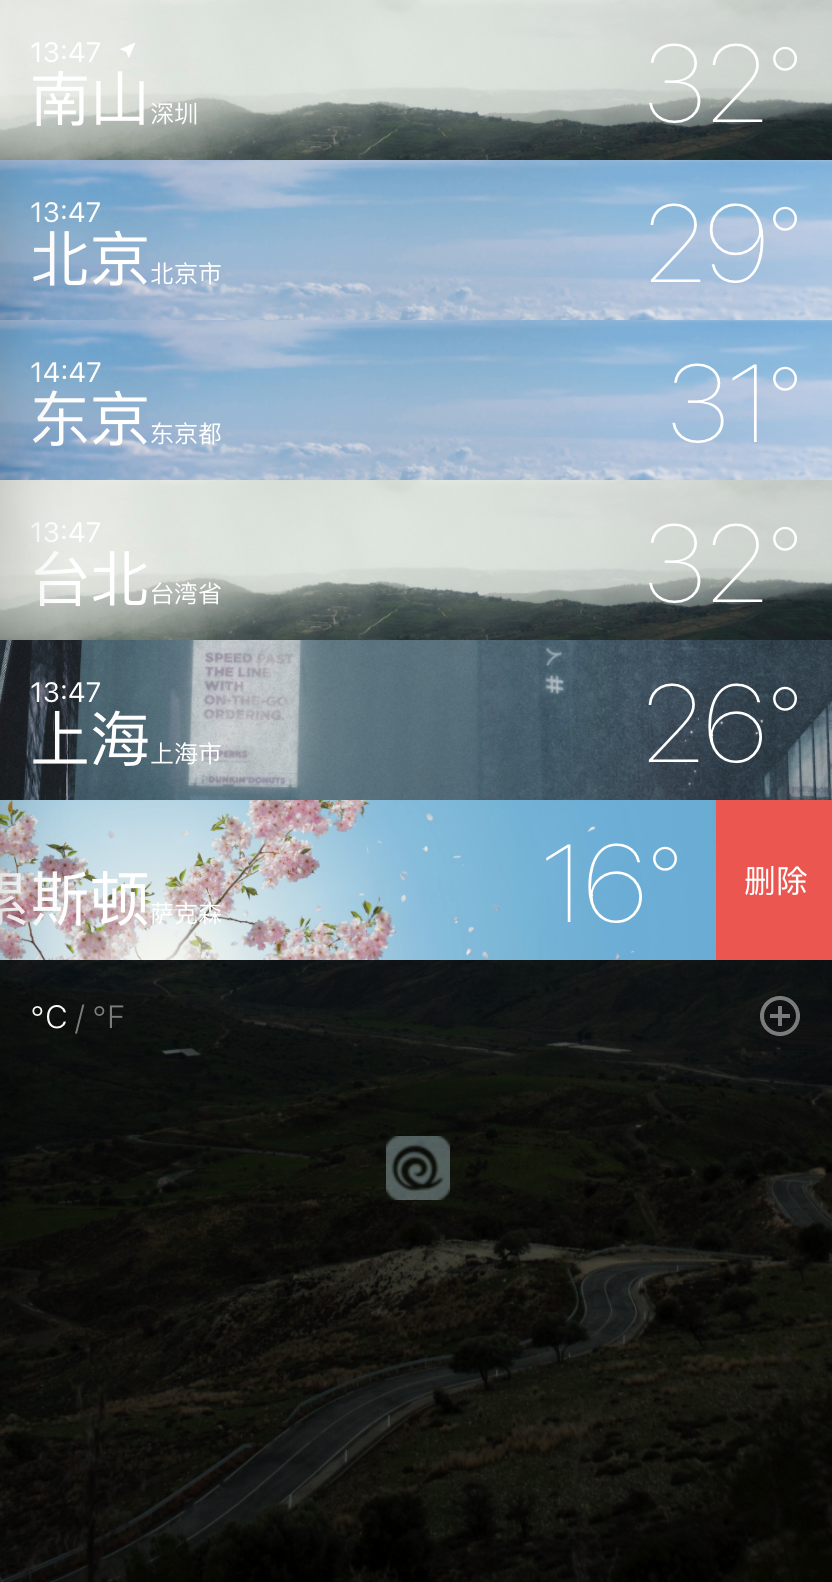 13:47
南山深圳
32°
13:47
北京北京市
29°
14:47
东京东京都
31°
13:47
台北台湾省
32°
SPEED PAST
THE LINE
WITH
ON-THE-GO
ORDERING.
PERKS
DUNKIN' DONUTS
13:47
上海上海市
26°
斯顿萨克森
16°
删除
°C / °F